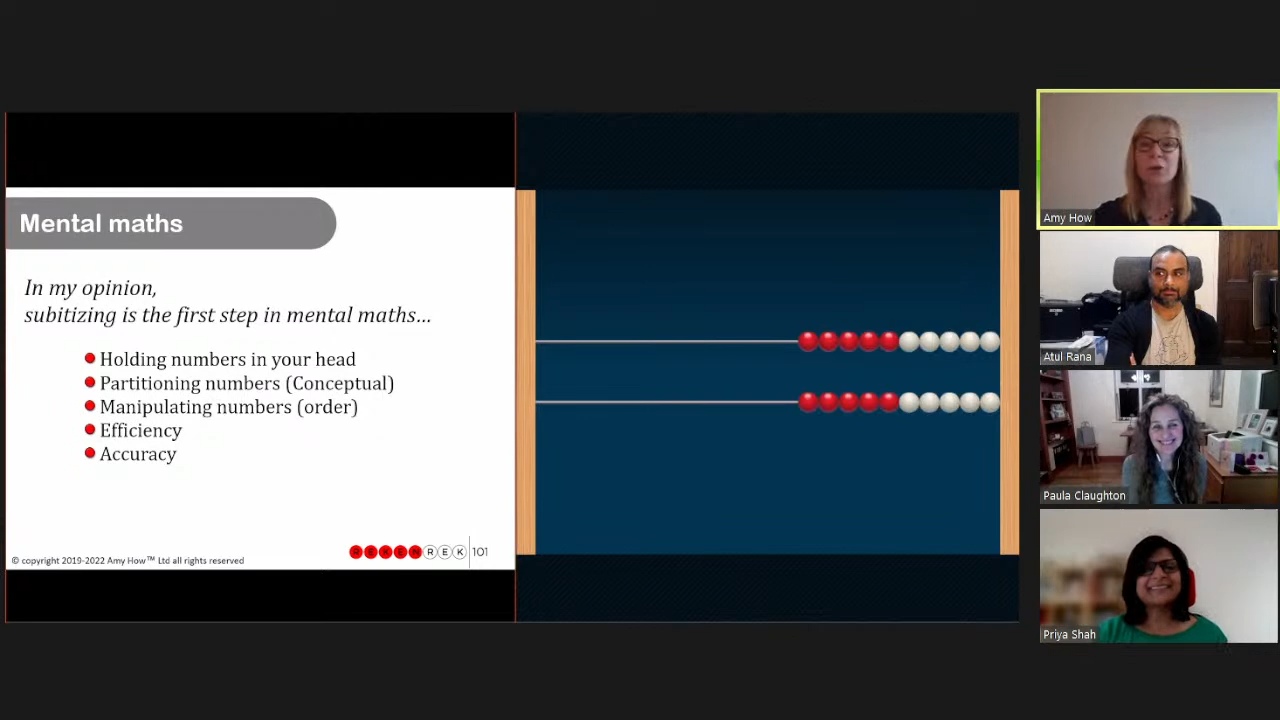 Mental maths
In my opinion,
subitizing is the first step in mental maths...
Holding numbers in your head
Partitioning numbers (Conceptual)
Manipulating numbers (order)
Efficiency
Accuracy
© copyright 2019-2022 Amy How™ Ltd all rights reserved
REKENREK 101
Amy How
Atul Rana
Paula Claughton
Priya Shah